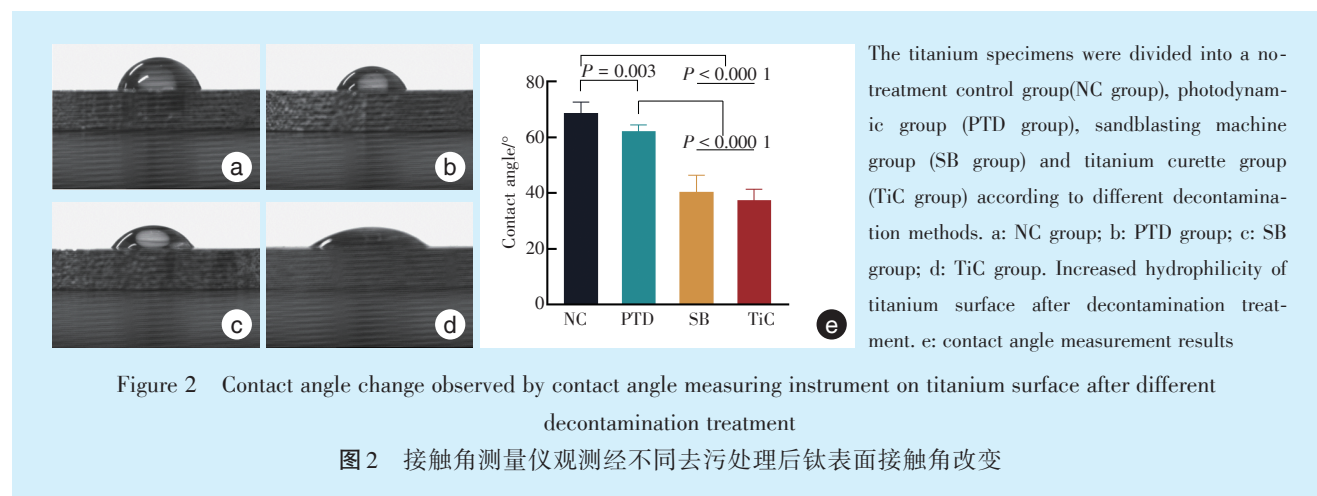 a
b
c
d
80
60
40
20
0
Contact angle/°
P = 0.003
P < 0.000 1
P < 0.000 1
NC PTD SB TiC
e
The titanium specimens were divided into a no-
treatment control group(NC group), photodynam-
ic group (PTD group), sandblasting machine
group (SB group) and titanium curette group
(TiC group) according to different decontamina-
tion methods. a: NC group; b: PTD group; c: SB
group; d: TiC group. Increased hydrophilicity of
titanium surface after decontamination treat-
ment. e: contact angle measurement results
Figure 2 Contact angle change observed by contact angle measuring instrument on titanium surface after different
decontamination treatment
图2 接触角测量仪观测经不同去污处理后钛表面接触角改变